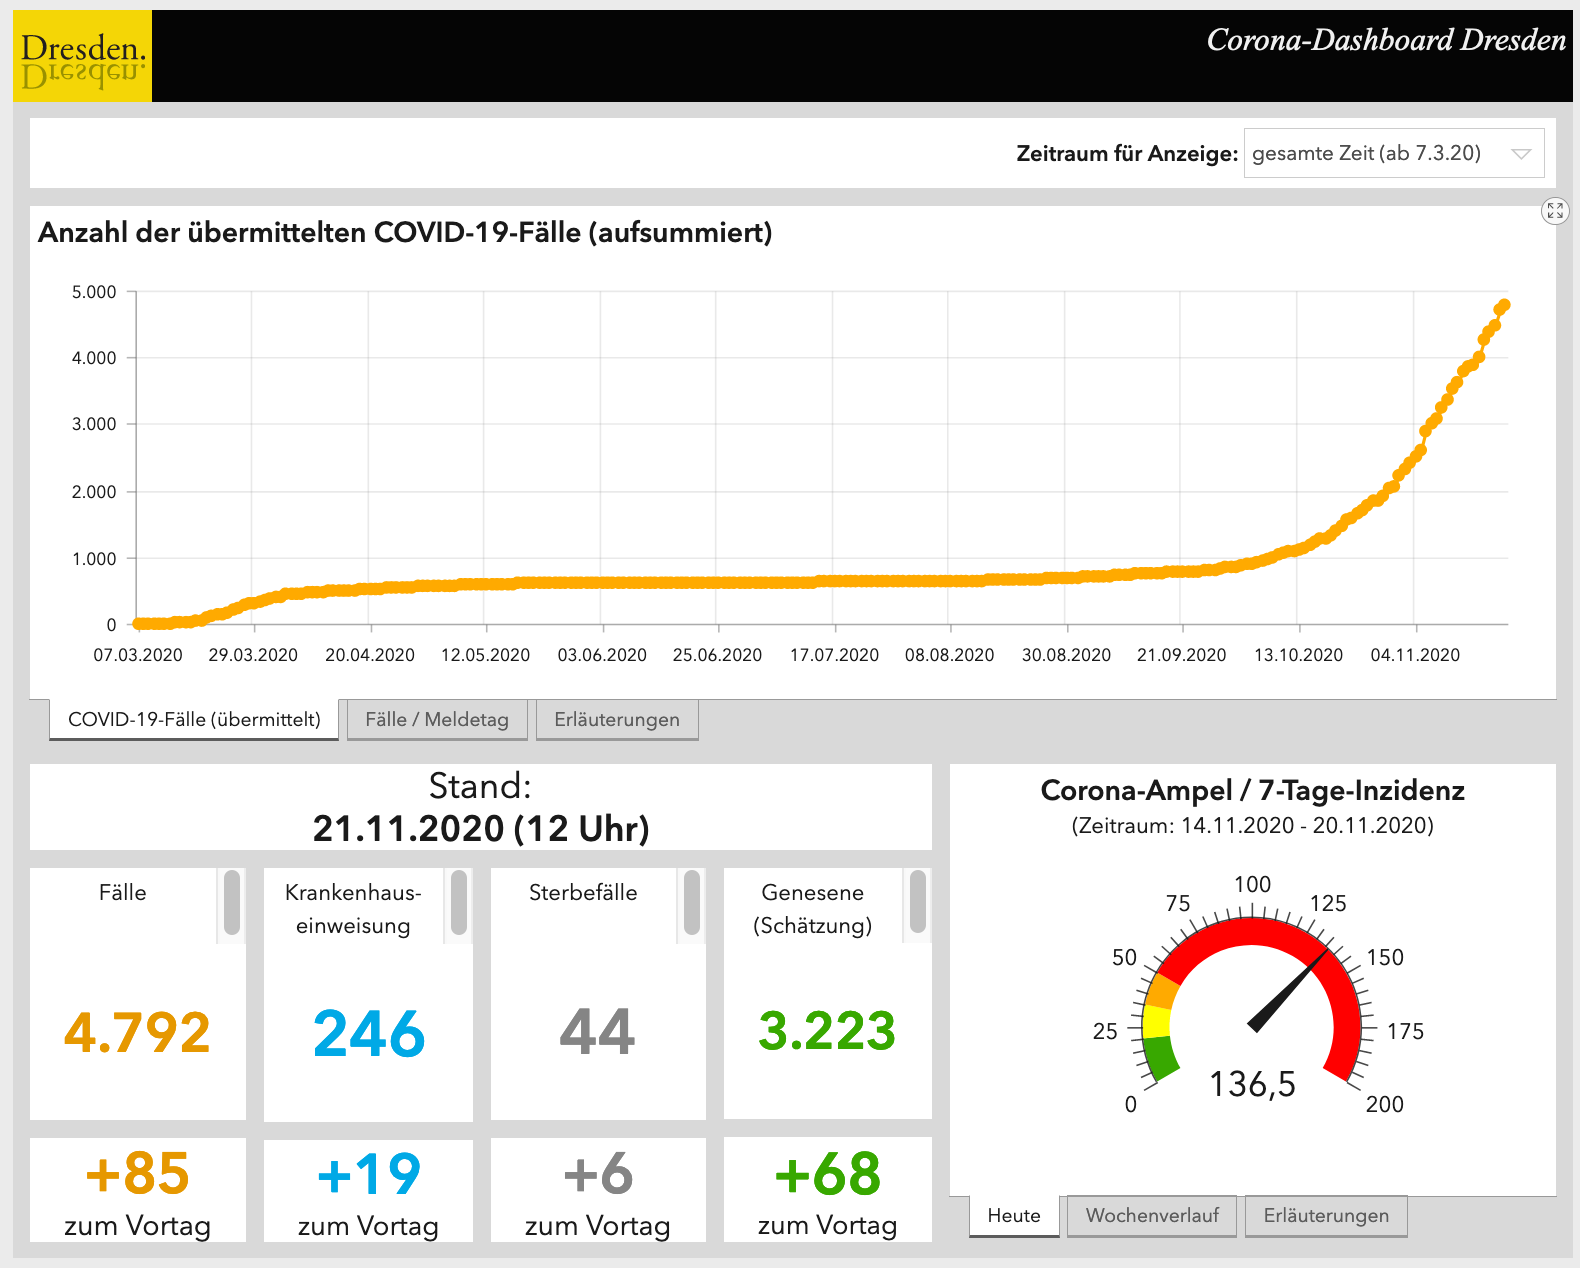 Dresden.
Corona-Dashboard Dresden
Zeitraum für Anzeige: gesamte Zeit (ab 7.3.20)
Anzahl der übermittelten COVID-19-Fälle (aufsummiert)
5.000
4.000
3.000
2.000
1.000
0
07.03.2020 29.03.2020 20.04.2020 12.05.2020 03.06.2020 25.06.2020 17.07.2020 08.08.2020 30.08.2020 21.09.2020 13.10.2020 04.11.2020
COVID-19-Fälle (übermittelt) Fälle / Meldetag Erläuterungen
Stand:
21.11.2020 (12 Uhr)
Fälle
4.792
+85
zum Vortag
Krankenhaus-
einweisung
246
+19
zum Vortag
Sterbefälle
44
+6
zum Vortag
Genesene
(Schätzung)
3.223
+68
zum Vortag
Corona-Ampel / 7-Tage-Inzidenz
(Zeitraum: 14.11.2020 - 20.11.2020)
0
25
50
75
100
125
150
175
200
136,5
Heute Wochenverlauf Erläuterungen